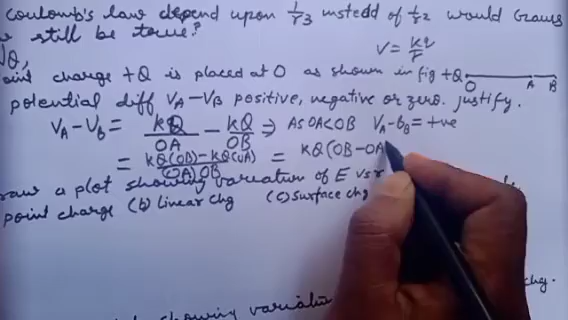 Coulomb's law depend upon 1/r3 instead of 1/r2 would Gauss
still be true?
V = kq/r
oint charge +Q is placed at O as shown in fig +Q O A B
potential diff VA-VB positive, negative or zero. justify.
VA-VB = kQ/OA - kQ/OB ⇒ As OA<OB VA-VB = +ve
= kQ(OB)-kQ(OA)/(OA)OB = kQ(OB-OA
raw a plot showing variation of E vs r
point charge (b) linear chg (c) surface chg
chg.
showing variatio